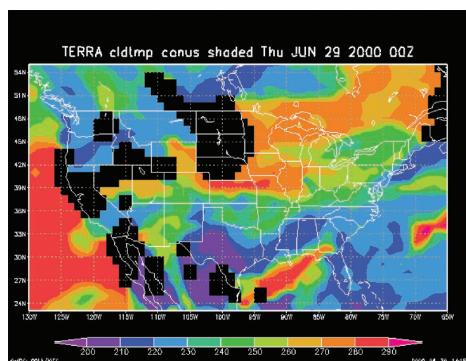 TERRA cldlmp conus shaded Thu JUN 29 2000 00Z
54N
51N
48N
45N
42N
39N
36N
33N
30N
27N
24N
130W 125W 120W 115W 110W 105W 100W 95W 90W 85W 80W 75W 70W 65W
200 210 220 230 240 250 260 270 280 290